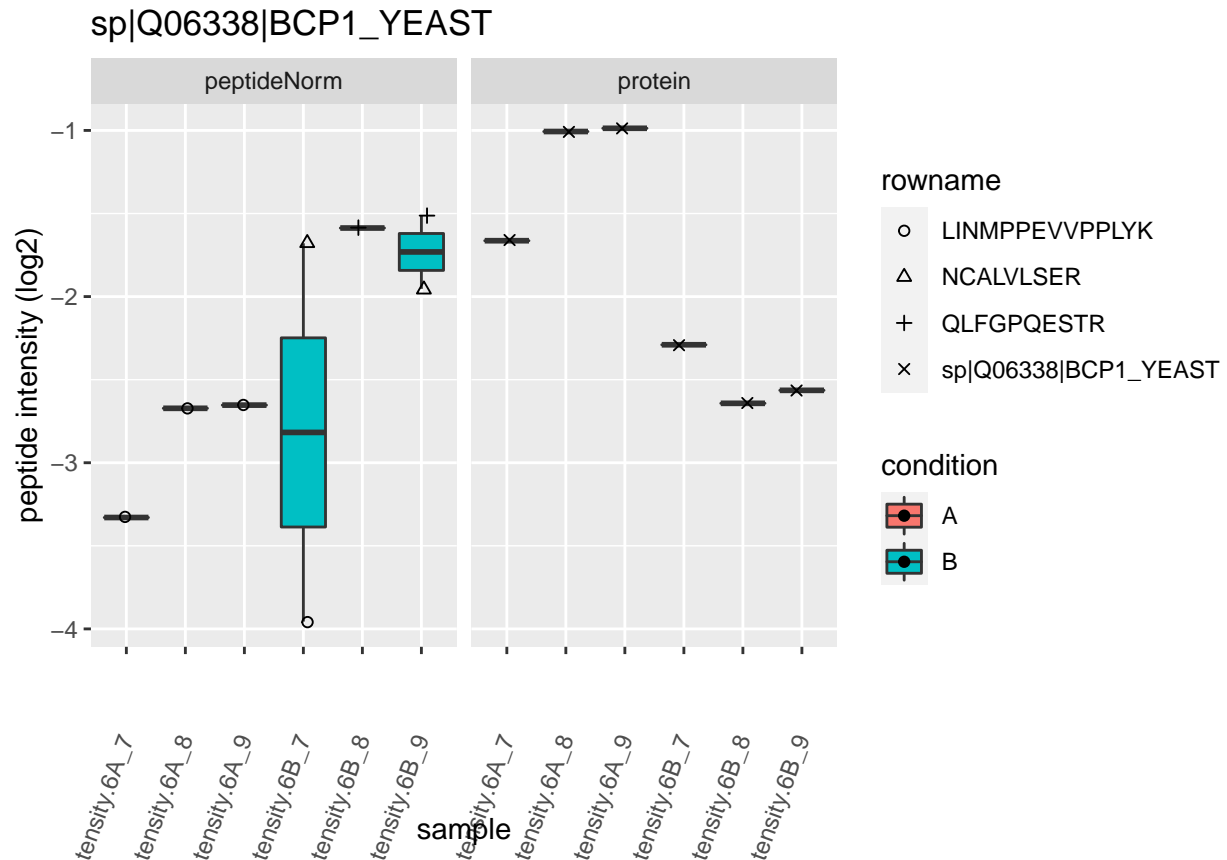 sp|Q06338|BCP1_YEAST
peptideNorm
protein
peptide intensity (log2)
−1
−2
−3
−4
tensity.6A_7
tensity.6A_8
tensity.6A_9
tensity.6B_7
tensity.6B_8
tensity.6B_9
tensity.6A_7
tensity.6A_8
tensity.6A_9
tensity.6B_7
tensity.6B_8
tensity.6B_9
sample
rowname
LINMPPEVVPPLYK
NCALVLSER
QLFGPQESTR
sp|Q06338|BCP1_YEAST
condition
A
B